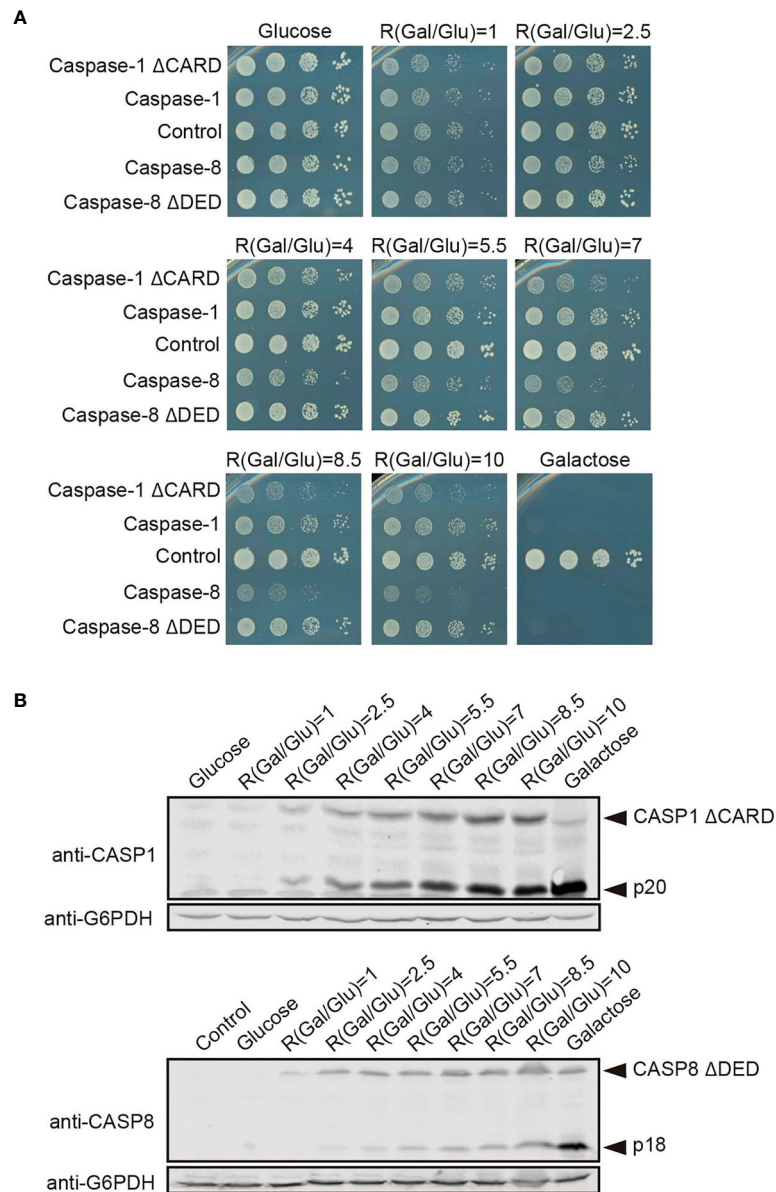 A
Glucose R(Gal/Glu)=1 R(Gal/Glu)=2.5
Caspase-1 ΔCARD
Caspase-1
Control
Caspase-8
Caspase-8 ΔDED
R(Gal/Glu)=4 R(Gal/Glu)=5.5 R(Gal/Glu)=7
Caspase-1 ΔCARD
Caspase-1
Control
Caspase-8
Caspase-8 ΔDED
R(Gal/Glu)=8.5 R(Gal/Glu)=10 Galactose
Caspase-1 ΔCARD
Caspase-1
Control
Caspase-8
Caspase-8 ΔDED
B
Glucose R(Gal/Glu)=1 R(Gal/Glu)=2.5 R(Gal/Glu)=4 R(Gal/Glu)=5.5 R(Gal/Glu)=7 R(Gal/Glu)=8.5 R(Gal/Glu)=10 Galactose
CASP1 ΔCARD
anti-CASP1
p20
anti-G6PDH
Control Glucose R(Gal/Glu)=1 R(Gal/Glu)=2.5 R(Gal/Glu)=4 R(Gal/Glu)=5.5 R(Gal/Glu)=7 R(Gal/Glu)=8.5 R(Gal/Glu)=10 Galactose
CASP8 ΔDED
anti-CASP8
p18
anti-G6PDH